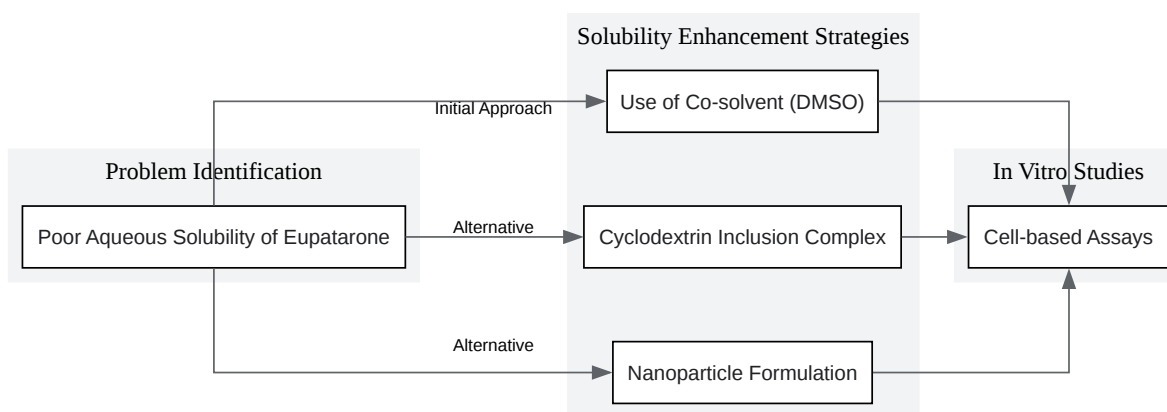 Solubility Enhancement Strategies
Use of Co-solvent (DMSO)
Initial Approach
Problem Identification
In Vitro Studies
Poor Aqueous Solubility of Eupatarone
Alternative
Cyclodextrin Inclusion Complex
Cell-based Assays
Alternative
Nanoparticle Formulation